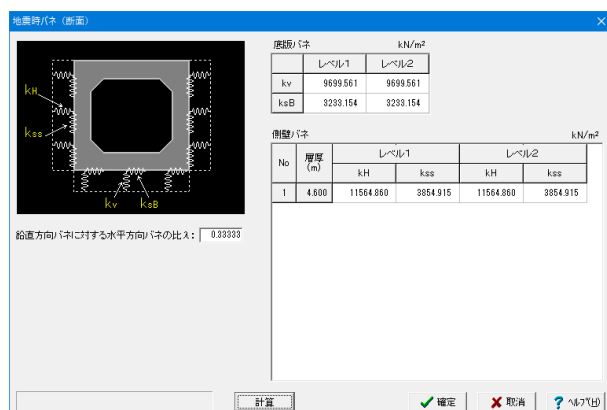 地震時バネ（断面）
底版バネ kN/m²
レベル1 レベル2
kv 9699.561 9699.561
ksB 3233.154 3233.154
kH
kss
kv ksB
鉛直方向バネに対する水平方向バネの比λ: 0.33333
側壁バネ kN/m²
No 層厚(m) レベル1 レベル2
kH kss kH kss
1 4.600 11564.860 3854.915 11564.860 3854.915
計算 確定 取消 ? ヘルプ(H)